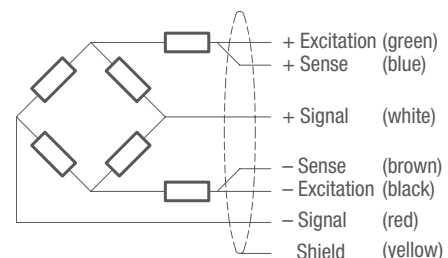 + Excitation (green)
+ Sense (blue)
+ Signal (white)
– Sense (brown)
– Excitation (black)
– Signal (red)
Shield (yellow)